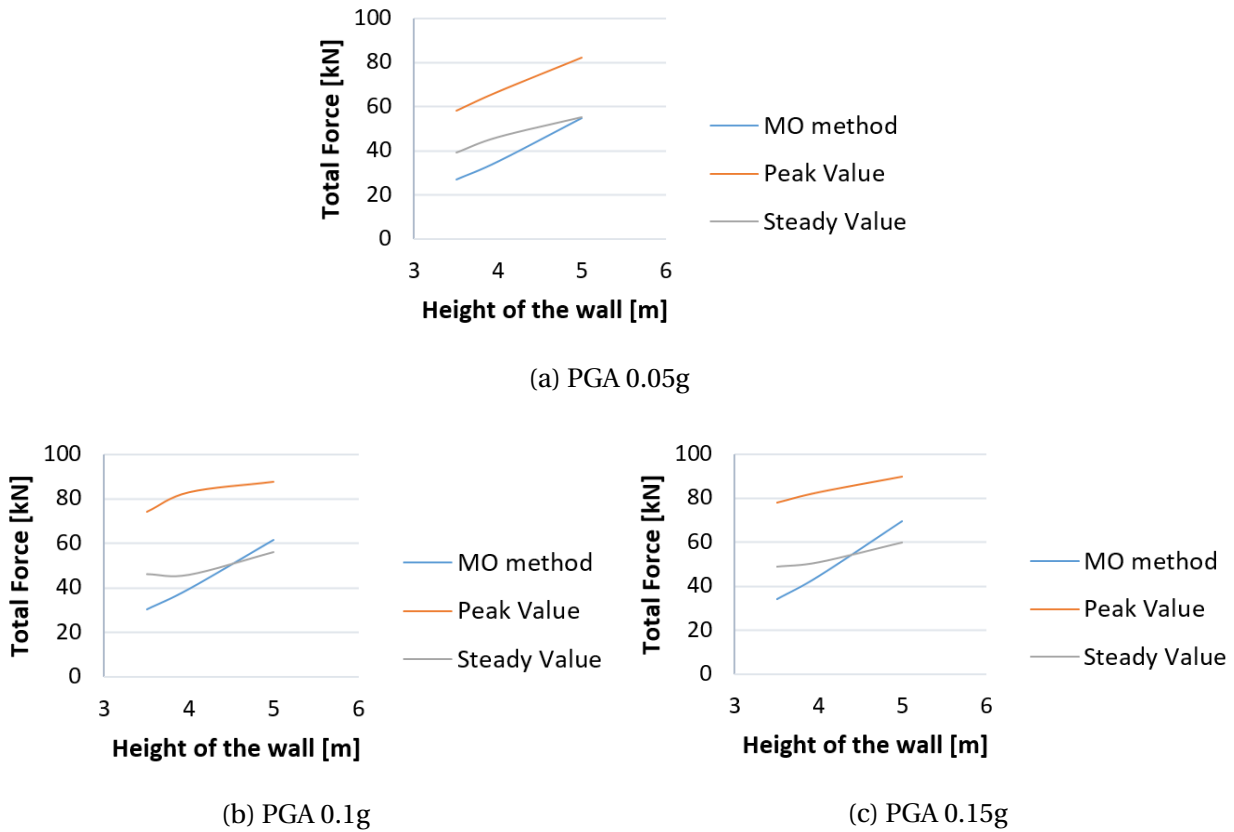 100
80
60
40
20
0
Total Force [kN]
3 4 5 6
Height of the wall [m]
MO method
Peak Value
Steady Value
(a) PGA 0.05g
100
80
60
40
20
0
Total Force [kN]
3 4 5 6
Height of the wall [m]
MO method
Peak Value
Steady Value
(b) PGA 0.1g
100
80
60
40
20
0
Total Force [kN]
3 4 5 6
Height of the wall [m]
MO method
Peak Value
Steady Value
(c) PGA 0.15g